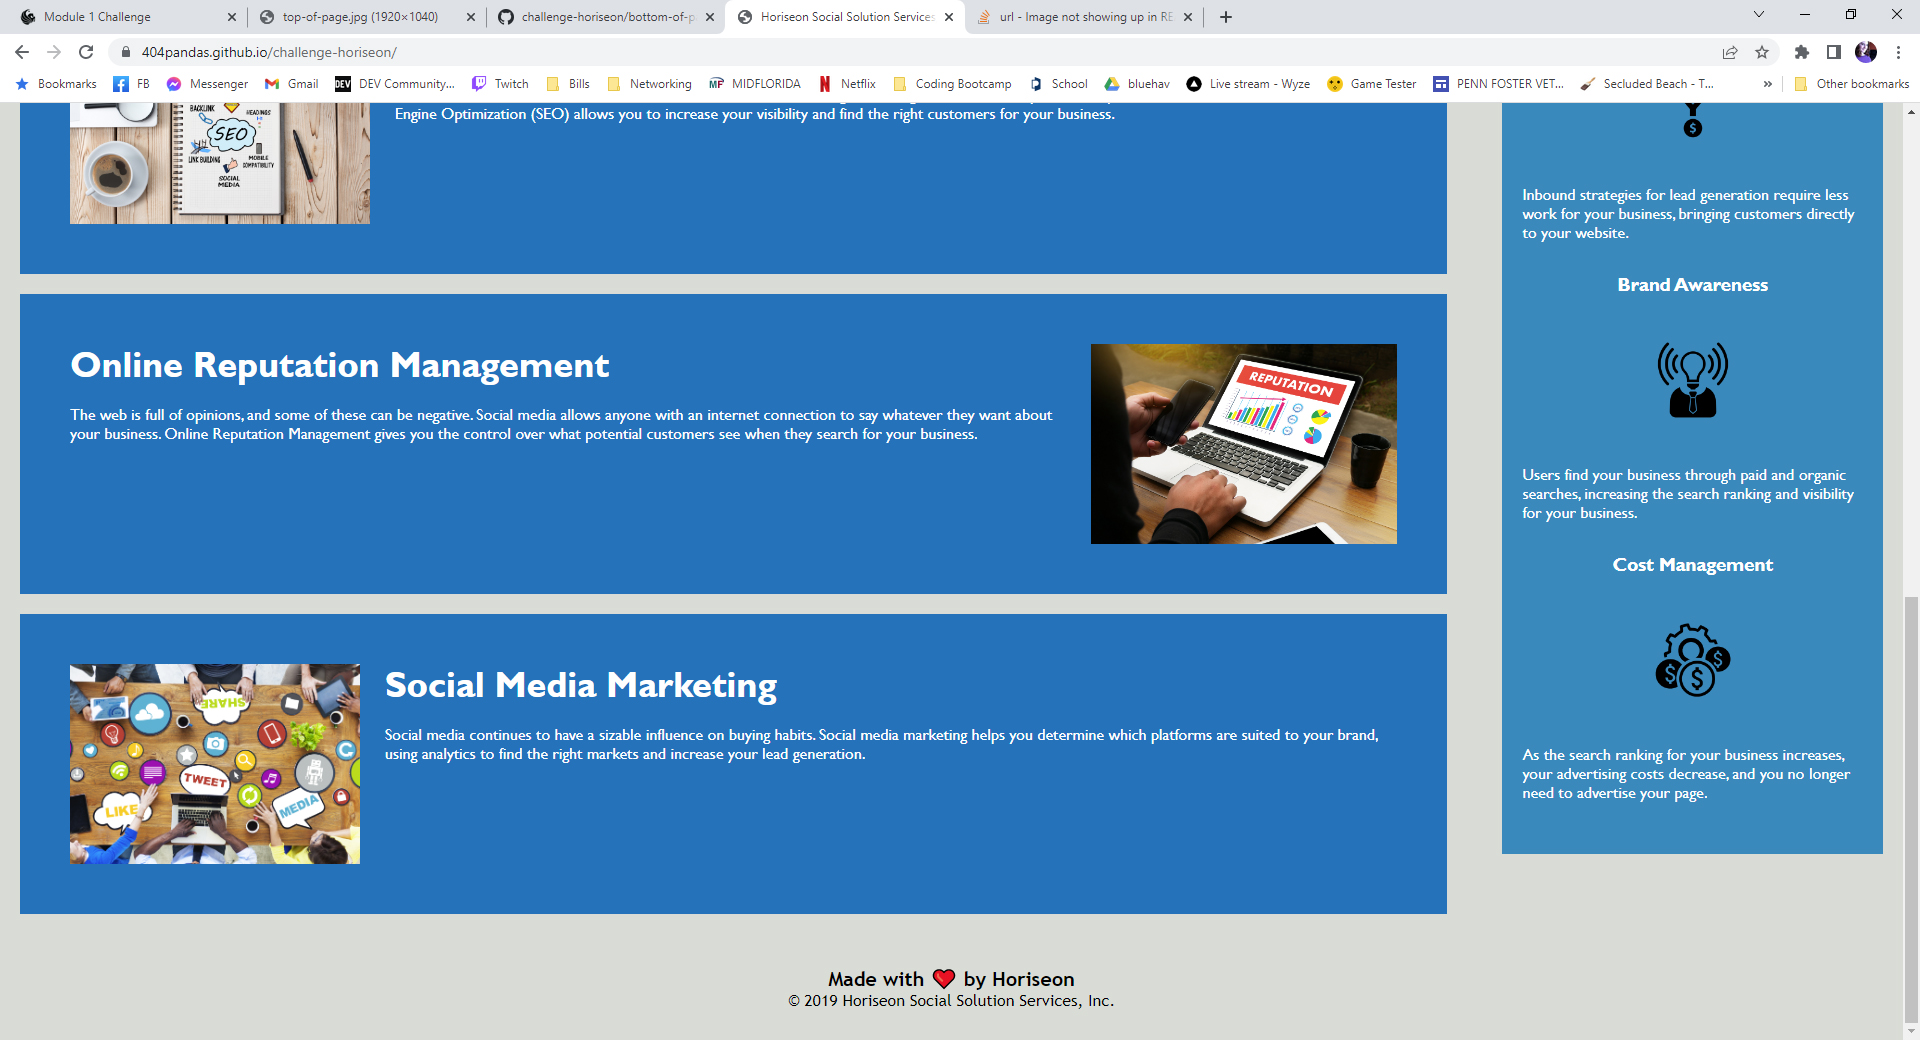 Module 1 Challenge
top-of-page.jpg (1920×1040)
challenge-horiseon/bottom-of-p
Horiseon Social Solution Services
url - Image not showing up in RE
404pandas.github.io/challenge-horiseon/
Bookmarks
FB
Messenger
Gmail
DEV
DEV Community...
Twitch
Bills
Networking
MF
MIDFLORIDA
N
Netflix
Coding Bootcamp
School
bluehav
Live stream - Wyze
Game Tester
PENN FOSTER VET...
Secluded Beach - T...
»
Other bookmarks
BACKLINK
HEADINGS
SEO
LINK BUILDING
MOBILE
COMPATIBILITY
SOCIAL
MEDIA
Engine Optimization (SEO) allows you to increase your visibility and find the right customers for your business.
Online Reputation Management
The web is full of opinions, and some of these can be negative. Social media allows anyone with an internet connection to say whatever they want about
your business. Online Reputation Management gives you the control over what potential customers see when they search for your business.
REPUTATION
SHARE
TWEET
LIKE
MEDIA
Social Media Marketing
Social media continues to have a sizable influence on buying habits. Social media marketing helps you determine which platforms are suited to your brand,
using analytics to find the right markets and increase your lead generation.
$
Inbound strategies for lead generation require less
work for your business, bringing customers directly
to your website.
Brand Awareness
Users find your business through paid and organic
searches, increasing the search ranking and visibility
for your business.
Cost Management
$
$
$
As the search ranking for your business increases,
your advertising costs decrease, and you no longer
need to advertise your page.
Made with ❤️ by Horiseon
© 2019 Horiseon Social Solution Services, Inc.